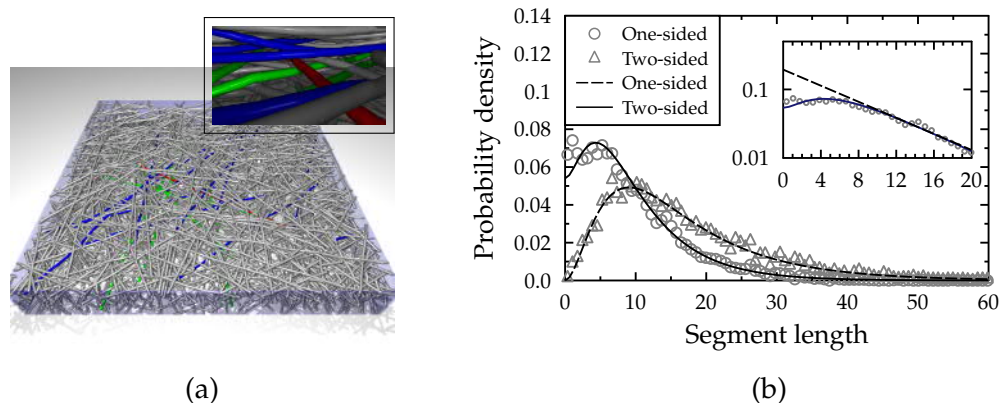 0.14
0.12
0.10
0.08
0.06
0.04
0.02
0.0
Probability density
One-sided
Two-sided
One-sided
Two-sided
0.1
0.01
0 4 8 12 16 20
0 10 20 30 40 50 60
Segment length
(a) (b)